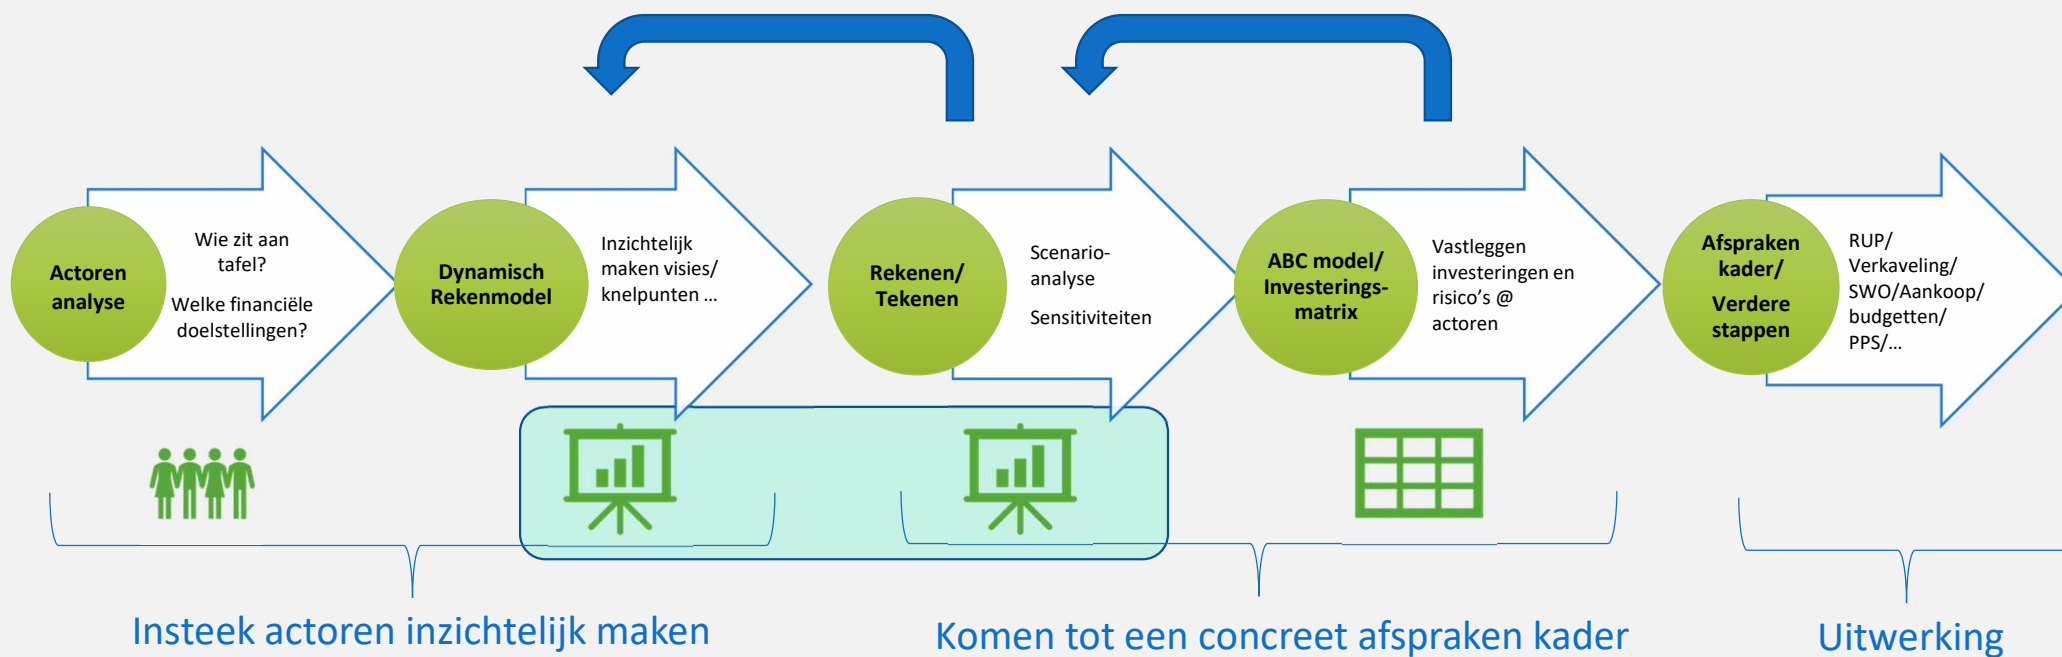 Actoren
analyse
Wie zit aan
tafel?
Welke financiële
doelstellingen?
Dynamisch
Rekenmodel
Inzichtelijk
maken visies/
knelpunten ...
Rekenen/
Tekenen
Scenario-
analyse
Sensitiviteiten
ABC model/
Investerings-
matrix
Vastleggen
investeringen en
risico's @
actoren
Afspraken
kader/
Verdere
stappen
RUP/
Verkaveling/
SWO/Aankoop/
budgetten/
PPS/...
Insteek actoren inzichtelijk maken
Komen tot een concreet afspraken kader
Uitwerking